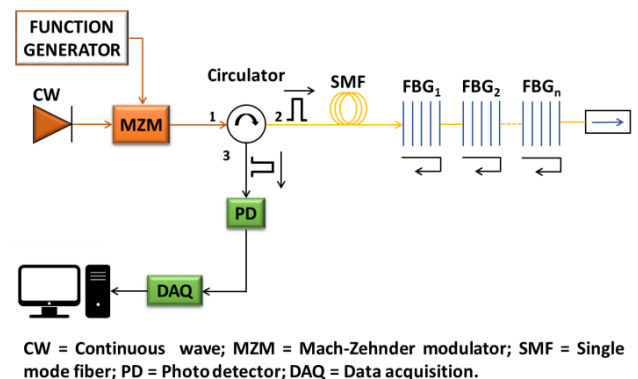 FUNCTION
GENERATOR
CW
Circulator
SMF
FBG1
FBG2
FBGn
MZM
1
2
3
PD
DAQ
CW = Continuous wave; MZM = Mach-Zehnder modulator; SMF = Single
mode fiber; PD = Photo detector; DAQ = Data acquisition.